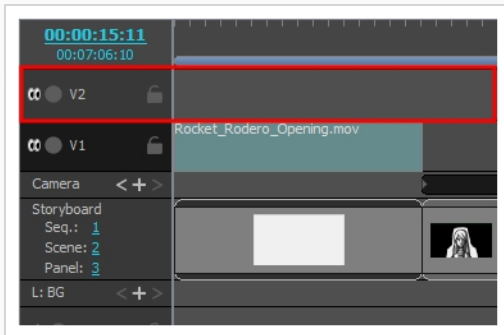 00:00:15:11
00:07:06:10
V2
V1
Rocket_Rodero_Opening.mov
Camera < + >
Storyboard
Seq.: 1
Scene: 2
Panel: 3
L: BG < + >